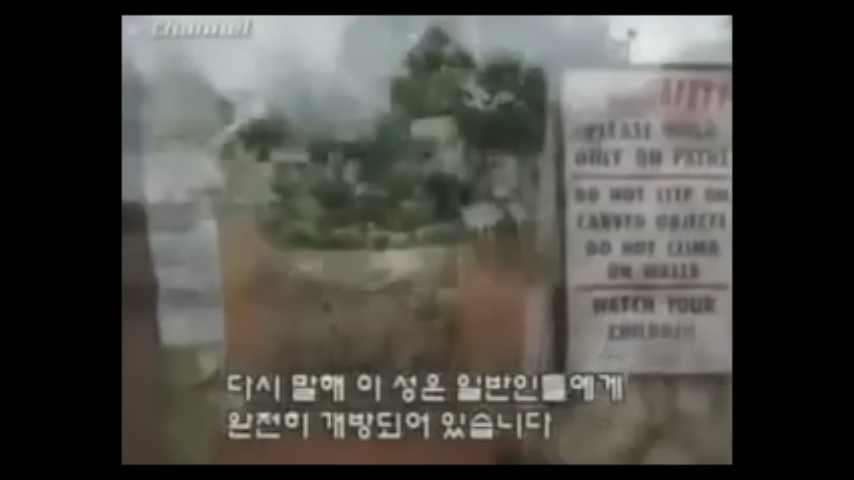 channel
PLEASE WALK
ONLY ON PATHS
DO NOT STEP ON
CARVED OBJECTS
DO NOT CLIMB
ON WALLS
WATCH YOUR
CHILDREN
다시 말해 이 성은 일반인들에게
완전히 개방되어 있습니다